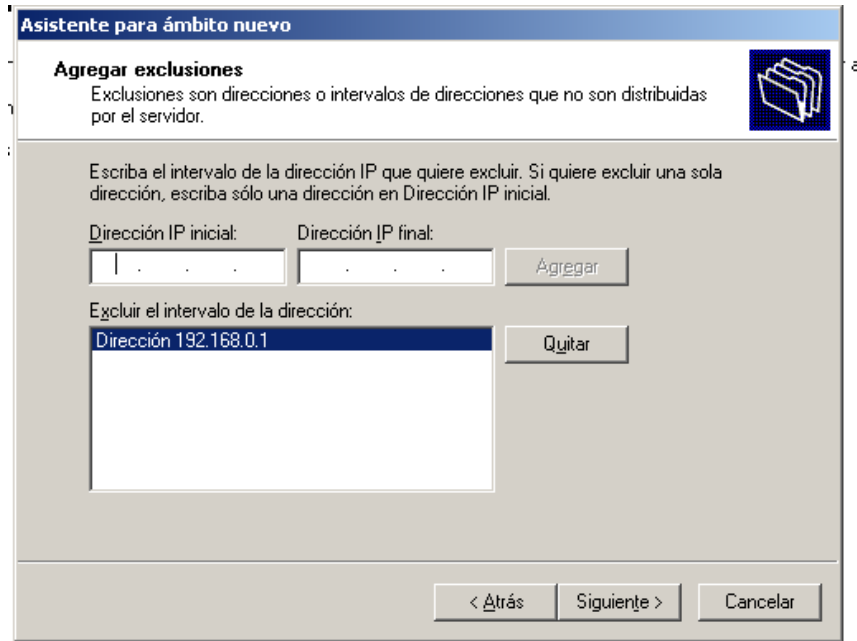 Asistente para ámbito nuevo
Agregar exclusiones
Exclusiones son direcciones o intervalos de direcciones que no son distribuidas
por el servidor.
Escriba el intervalo de la dirección IP que quiere excluir. Si quiere excluir una sola
dirección, escriba sólo una dirección en Dirección IP inicial.
Dirección IP inicial: Dirección IP final:
. . . . . . Agregar
Excluir el intervalo de la dirección:
Dirección 192.168.0.1 Quitar
< Atrás Siguiente > Cancelar